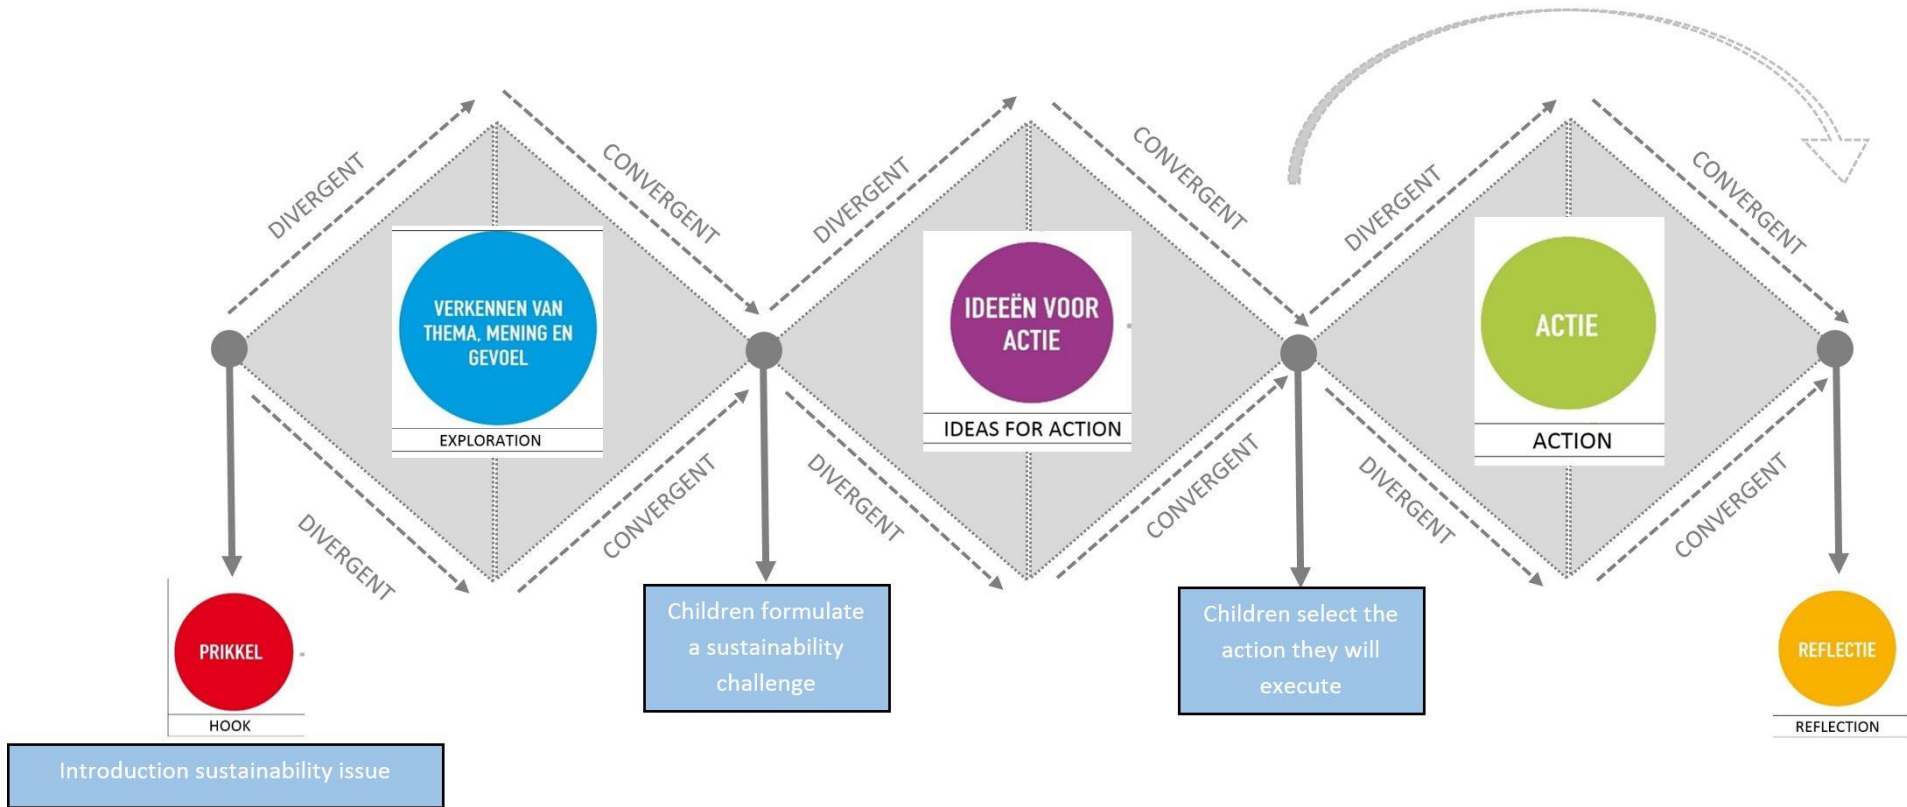 DIVERGENT
CONVERGENT
DIVERGENT
CONVERGENT
DIVERGENT
CONVERGENT
VERKENNEN VAN
THEMA, MENING EN
GEVOEL
EXPLORATION
IDEEËN VOOR
ACTIE
IDEAS FOR ACTION
ACTIE
ACTION
DIVERGENT
CONVERGENT
DIVERGENT
CONVERGENT
DIVERGENT
CONVERGENT
PRIKKEL
HOOK
Introduction sustainability issue
Children formulate
a sustainability
challenge
Children select the
action they will
execute
REFLECTIE
REFLECTION